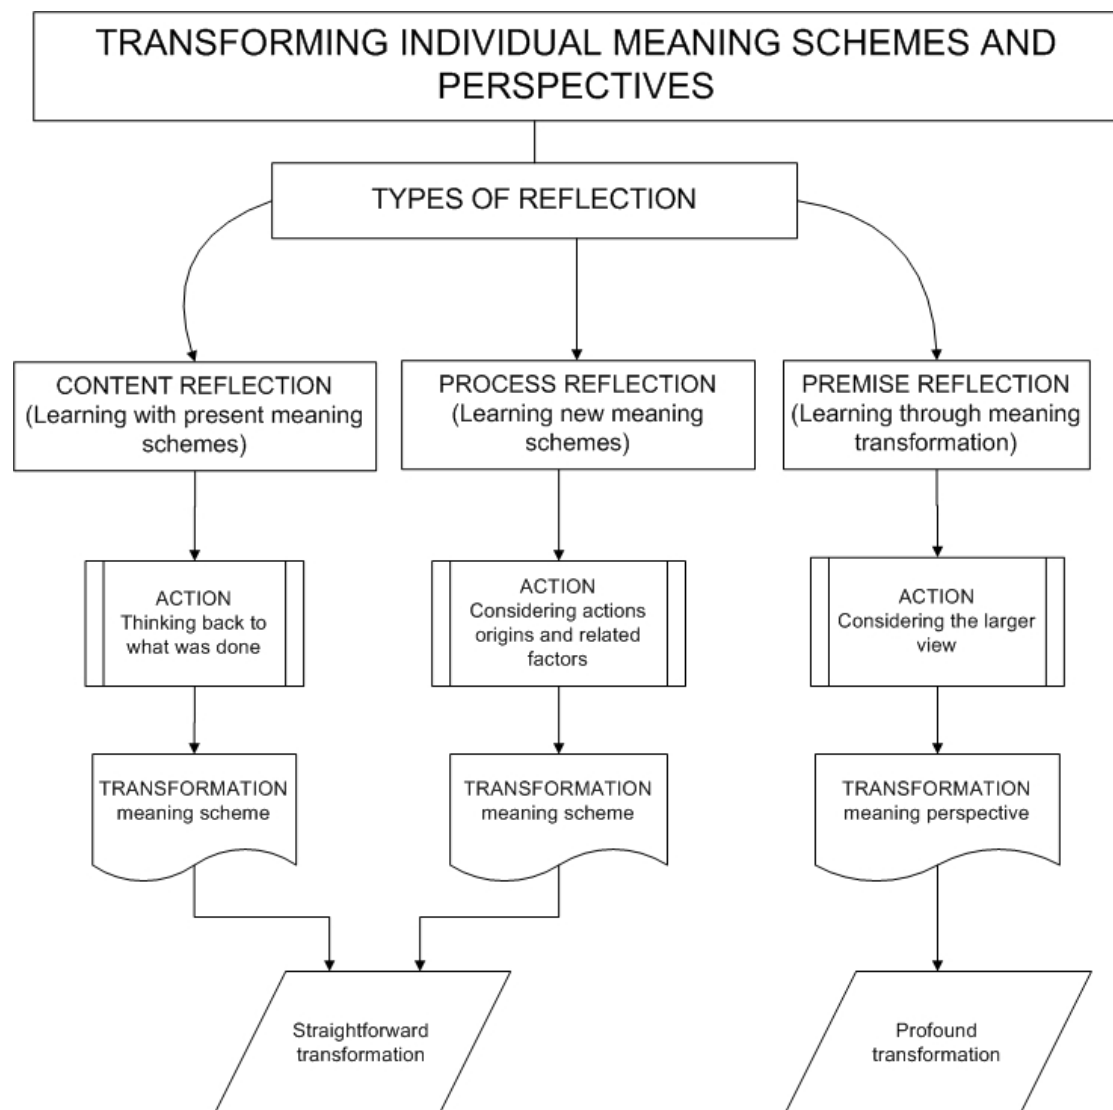 TRANSFORMING INDIVIDUAL MEANING SCHEMES AND
PERSPECTIVES
TYPES OF REFLECTION
CONTENT REFLECTION
(Learning with present meaning
schemes)
PROCESS REFLECTION
(Learning new meaning
schemes)
PREMISE REFLECTION
(Learning through meaning
transformation)
ACTION
Thinking back to
what was done
ACTION
Considering actions
origins and related
factors
ACTION
Considering the larger
view
TRANSFORMATION
meaning scheme
TRANSFORMATION
meaning scheme
TRANSFORMATION
meaning perspective
Straightforward
transformation
Profound
transformation